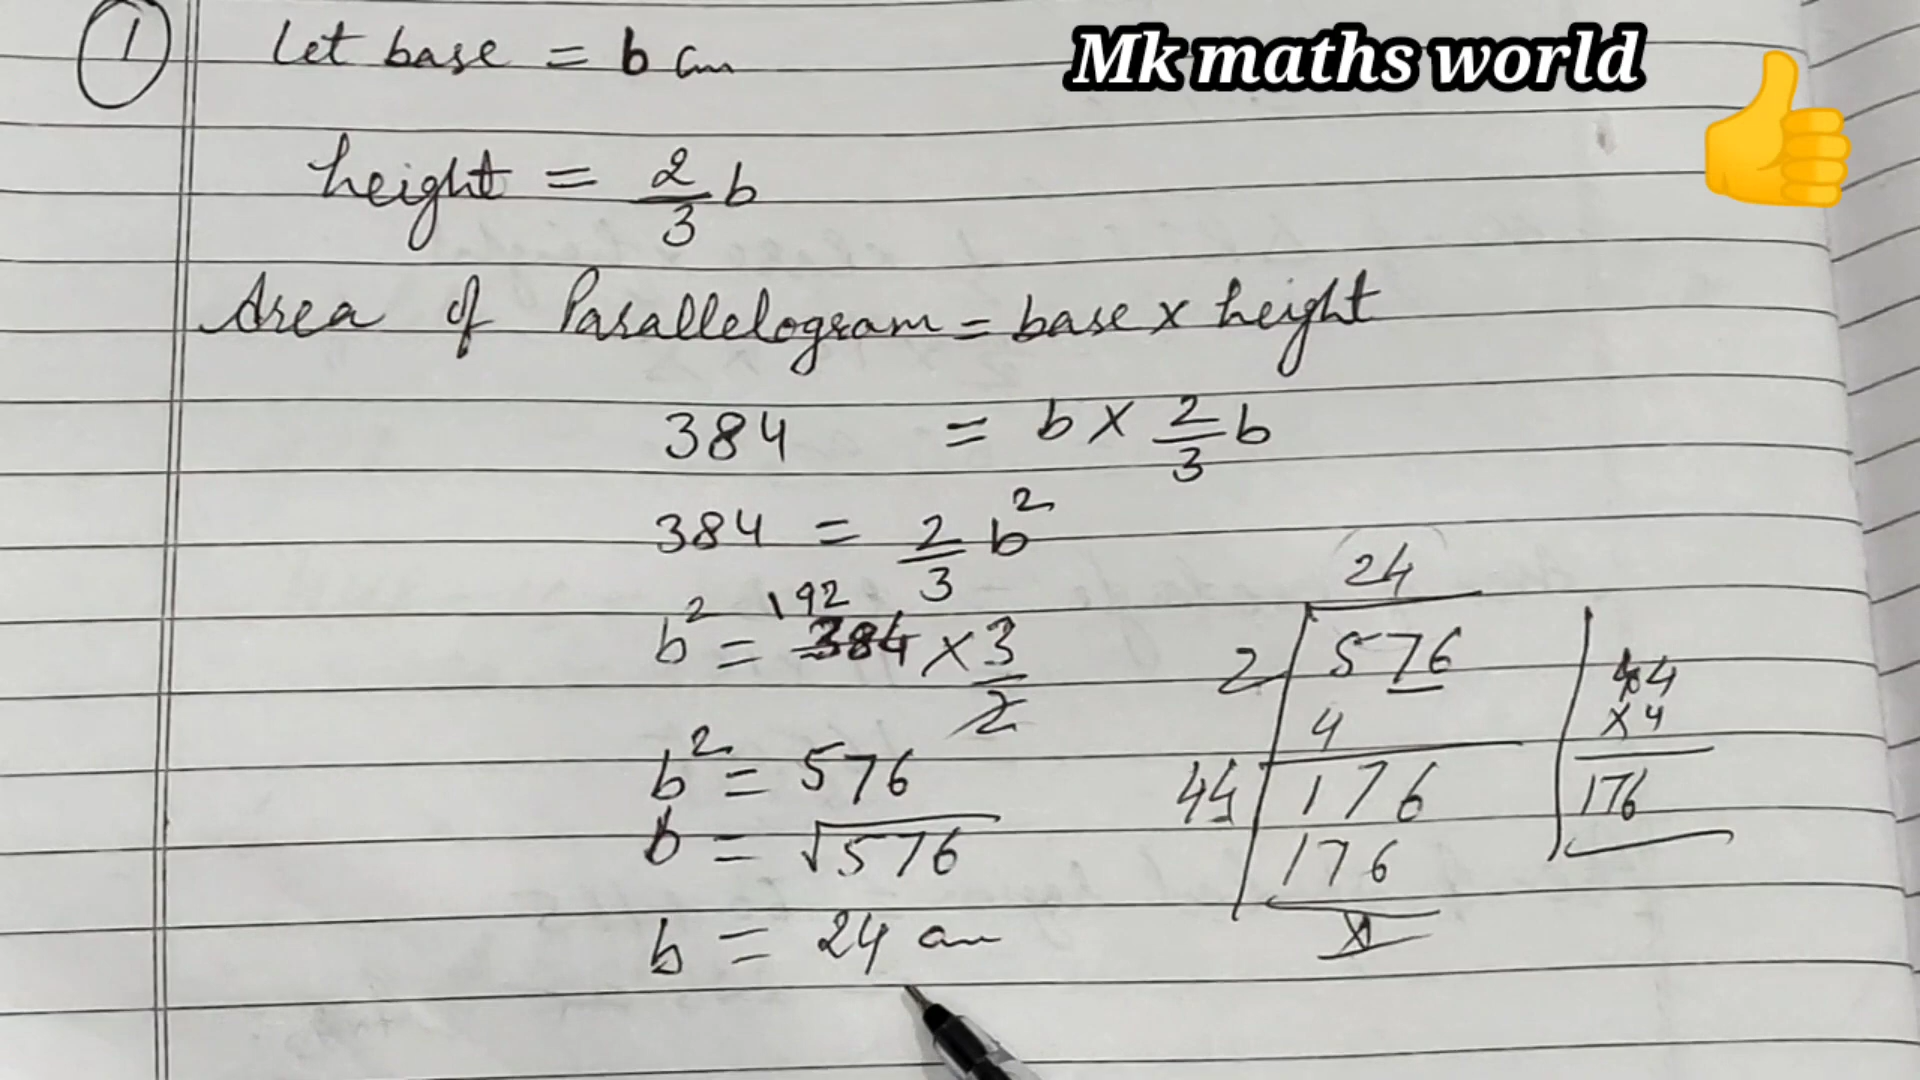 Mk maths world
① Let base = b cm
height = 2/3 b
Area of Parallelogram = base x height
384 = b x 2/3 b
384 = 2/3 b²
192
b² = 384 x 3/2
b² = 576
b = √576
b = 24 cm
24
2 576
4
44 176
176
x
44
x 4
176